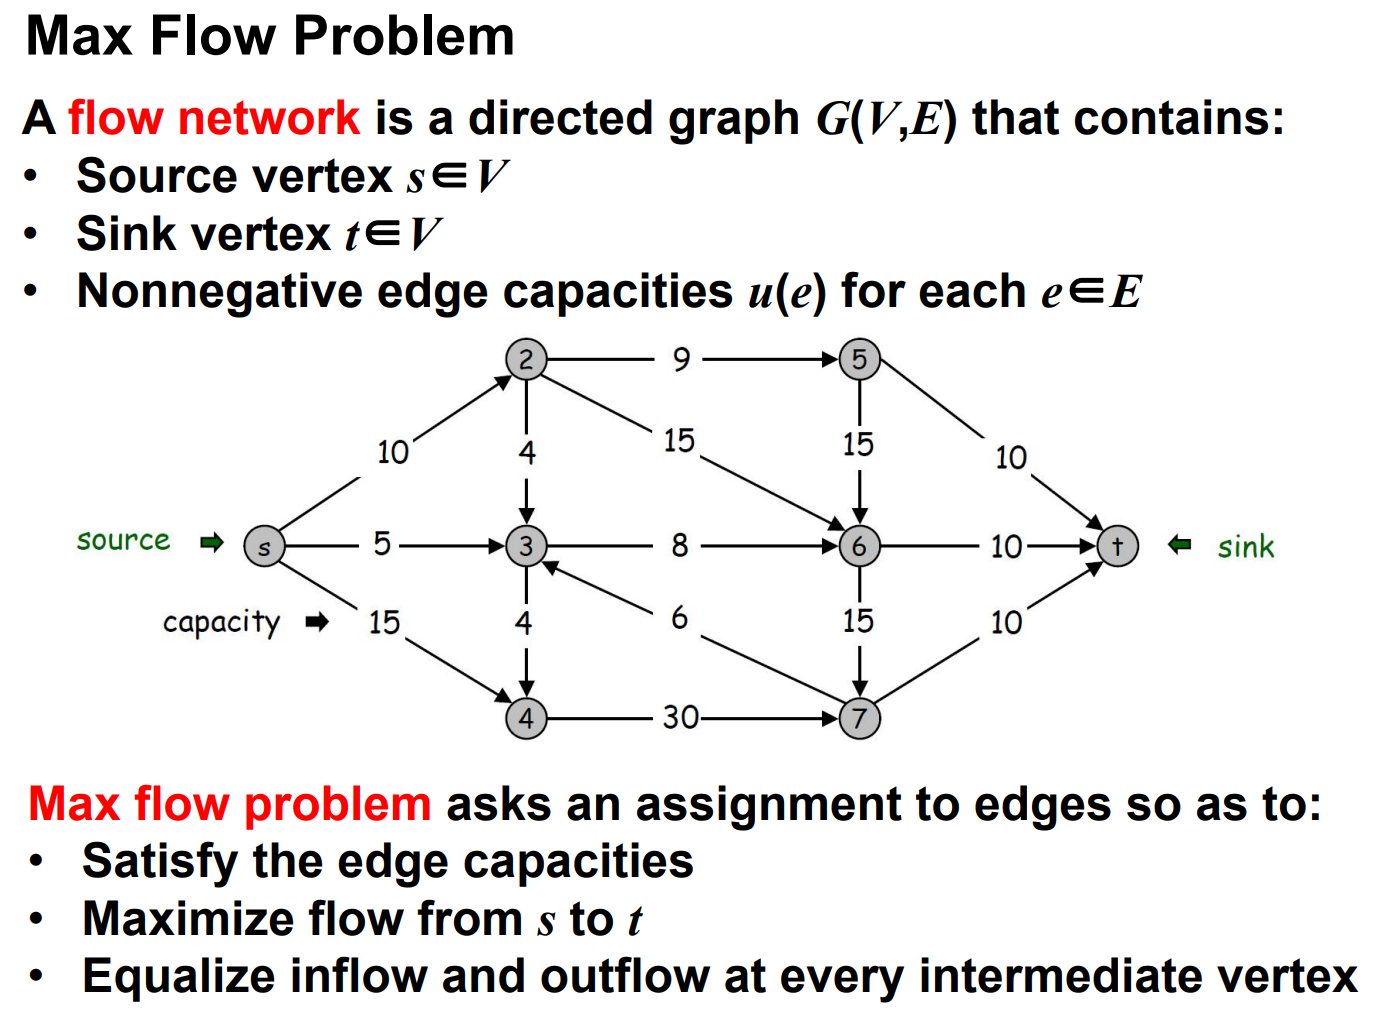 Max Flow Problem
A flow network is a directed graph G(V,E) that contains:
• Source vertex s∈V
• Sink vertex t∈V
• Nonnegative edge capacities u(e) for each e∈E
2 9 5
10 4 15 15 10
source s 5 3 8 6 10 t sink
capacity 15 4 6 15 10
4 30 7
Max flow problem asks an assignment to edges so as to:
• Satisfy the edge capacities
• Maximize flow from s to t
• Equalize inflow and outflow at every intermediate vertex